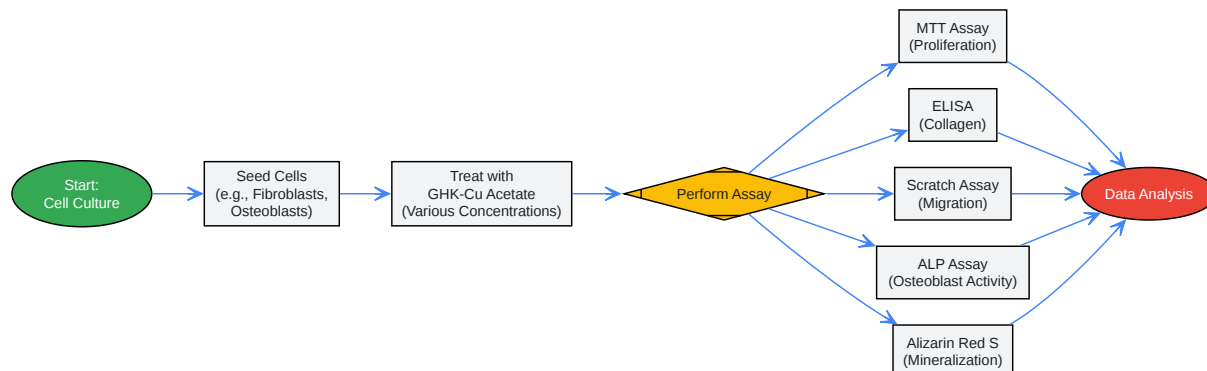 Start:
Cell Culture
Seed Cells
(e.g., Fibroblasts,
Osteoblasts)
Treat with
GHK-Cu Acetate
(Various Concentrations)
Perform Assay
MTT Assay
(Proliferation)
ELISA
(Collagen)
Scratch Assay
(Migration)
ALP Assay
(Osteoblast Activity)
Alizarin Red S
(Mineralization)
Data Analysis